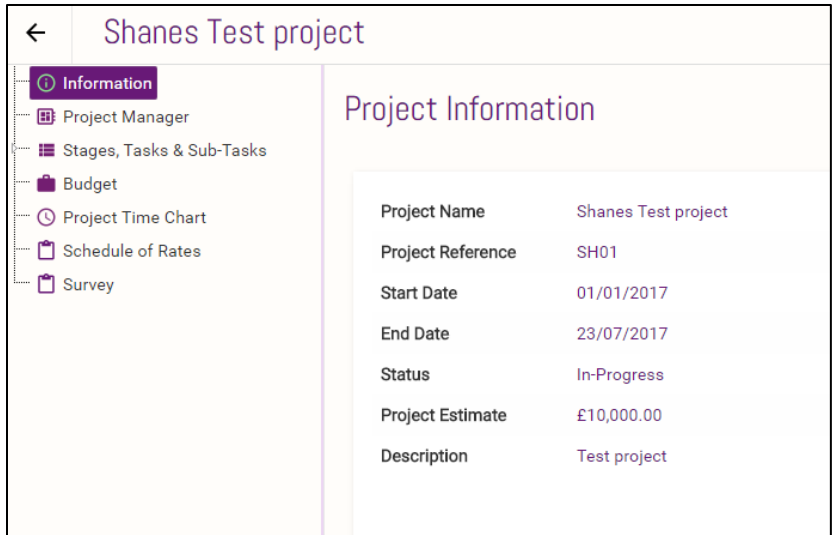 Shanes Test project
Information
Project Manager
Stages, Tasks & Sub-Tasks
Budget
Project Time Chart
Schedule of Rates
Survey
Project Information
Project Name Shanes Test project
Project Reference SH01
Start Date 01/01/2017
End Date 23/07/2017
Status In-Progress
Project Estimate £10,000.00
Description Test project